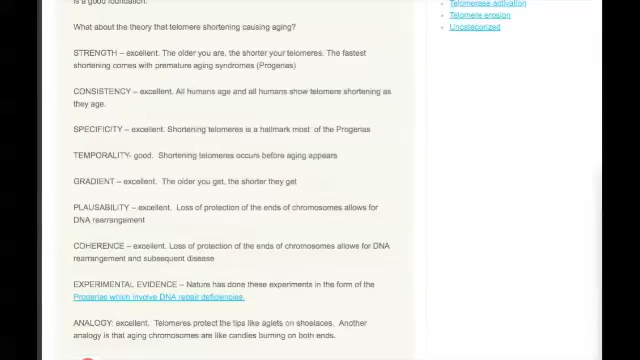 is a good foundation.
Telomerase activation
Telomere erosion
Uncategorized
What about the theory that telomere shortening causing aging?
STRENGTH – excellent. The older you are, the shorter your telomeres. The fastest
shortening comes with premature aging syndromes (Progerias)
CONSISTENCY – excellent. All humans age and all humans show telomere shortening as
they age.
SPECIFICITY – excellent. Shortening telomeres is a hallmark most of the Progerias
TEMPORALITY- good. Shortening telomeres occurs before aging appears
GRADIENT – excellent. The older you get, the shorter they get
PLAUSABILITY – excellent. Loss of protection of the ends of chromosomes allows for
DNA rearrangement
COHERENCE – excellent. Loss of protection of the ends of chromosomes allows for DNA
rearrangement and subsequent disease
EXPERIMENTAL EVIDENCE – Nature has done these experiments in the form of the
Progerias which involve DNA repair deficiencies.
ANALOGY: excellent. Telomeres protect the tips like aglets on shoelaces. Another
analogy is that aging chromosomes are like candles burning on both ends.